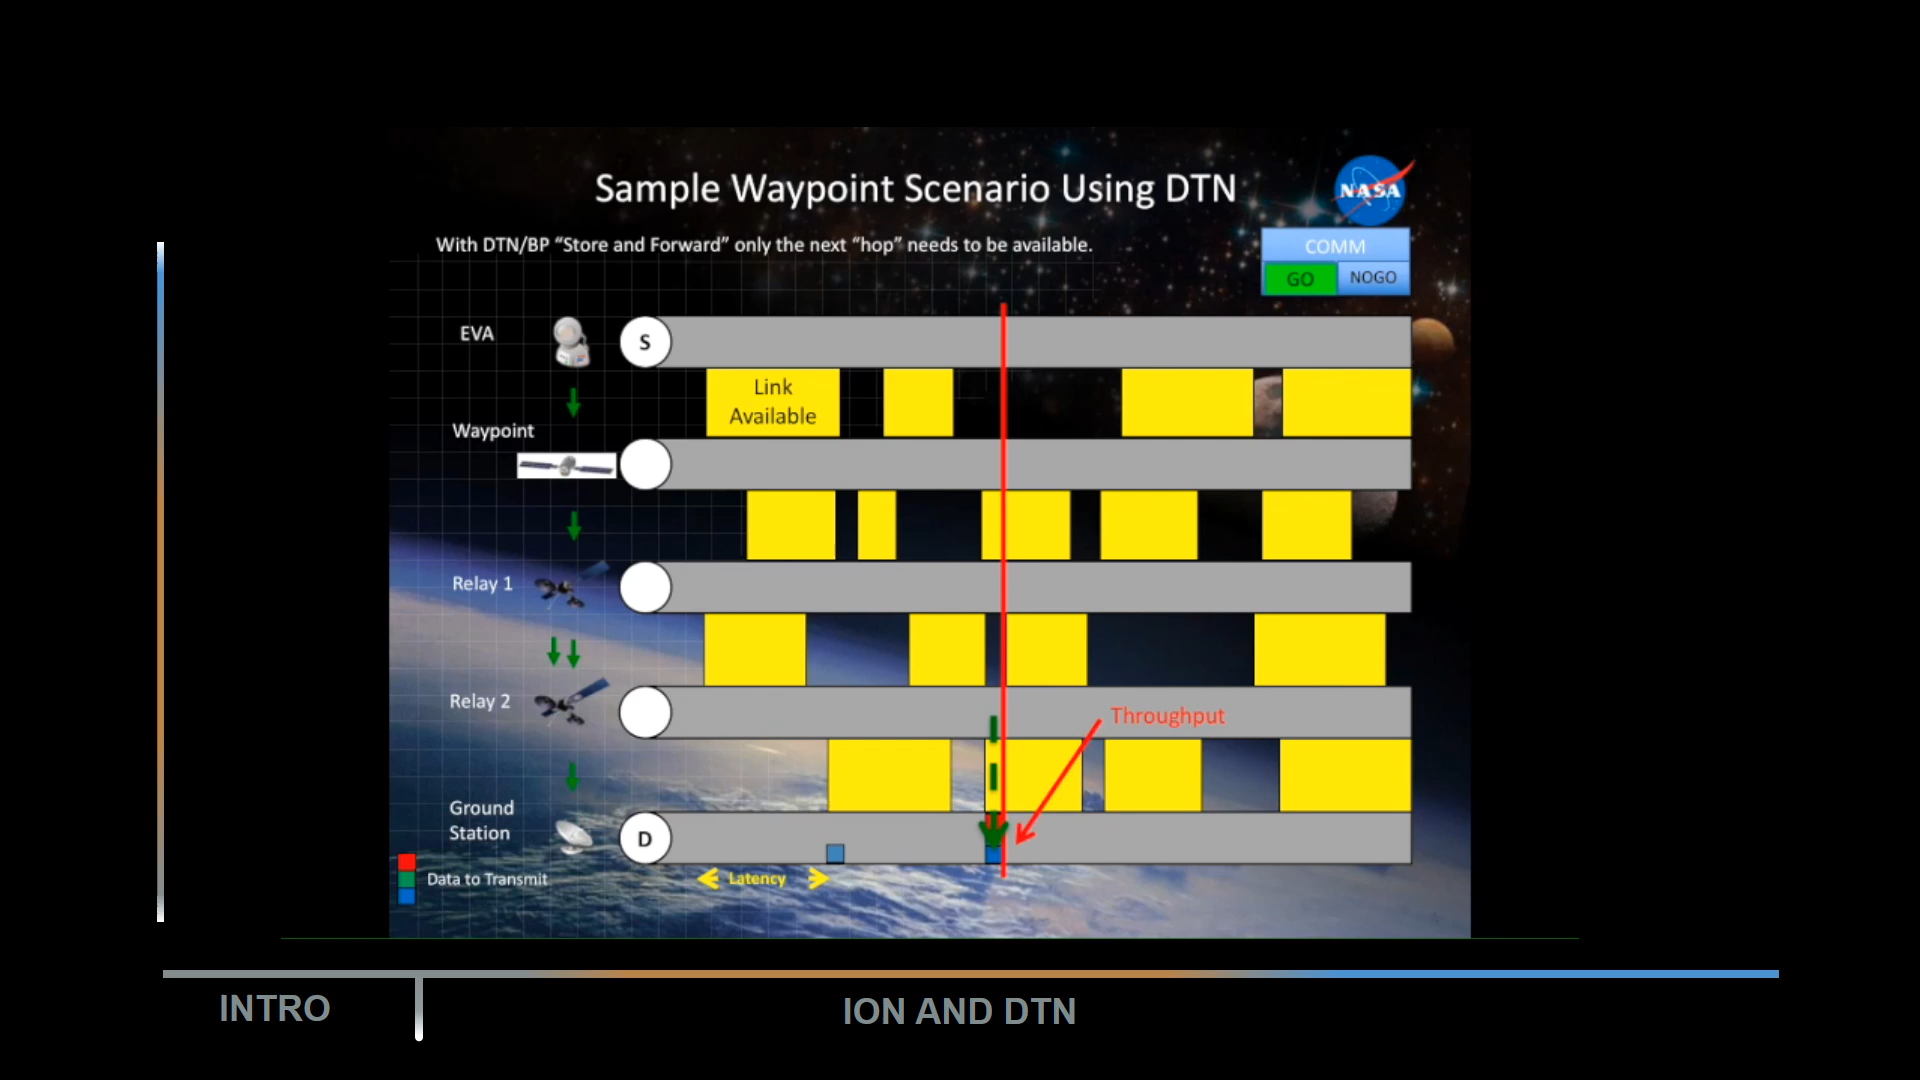 Sample Waypoint Scenario Using DTN
NASA
With DTN/BP “Store and Forward” only the next “hop” needs to be available.
COMM
GO NOGO
EVA
S
Link
Available
Waypoint
Relay 1
Relay 2
Throughput
Ground
Station
D
Data to Transmit
Latency
INTRO
ION AND DTN